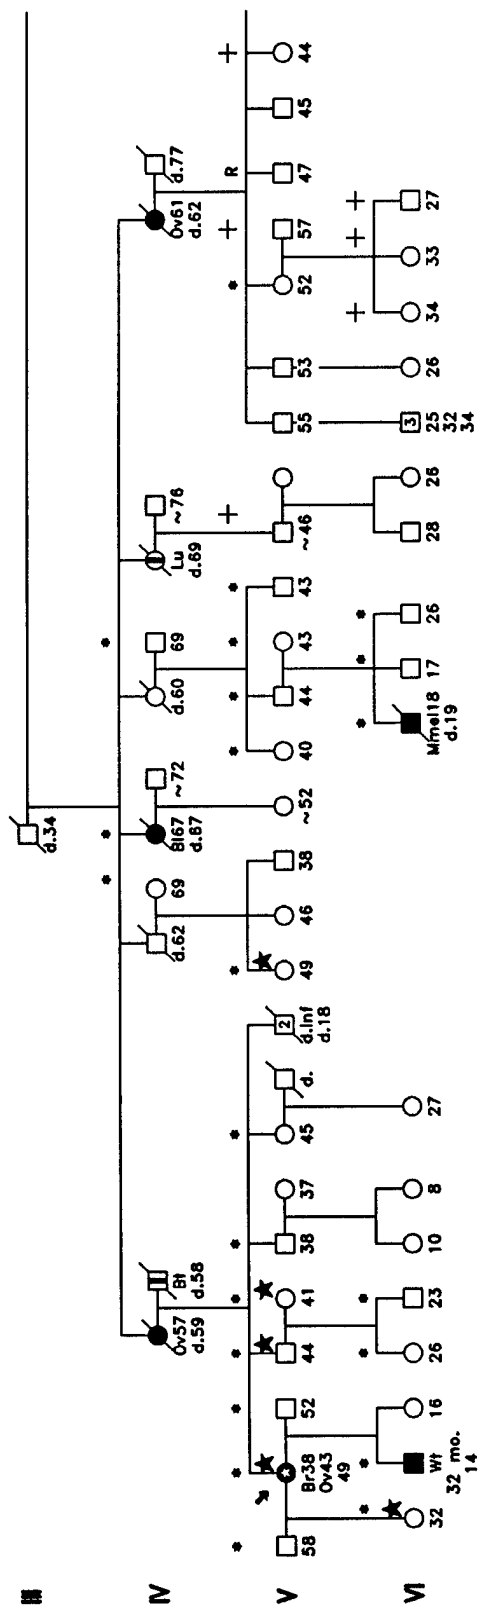 III
d.34
IV
Ov57 Bt d.62 69 Bl67 ~72 d.60 69 Lu ~76 Ov61 d.77
d.59 d.58 d.67 d.69 d.62
R
V
2
58 Br38 52 44 41 38 37 45 d. d.Inf 49 46 38 ~52 40 44 43 43 ~46 55 53 52 57 47 45 44
Ov43 d.18
49
VI
3
32 Wt 16 26 23 10 8 27 Mmel18 17 26 28 26 25 26 34 33 27
32 mo. d.19 32
14 34